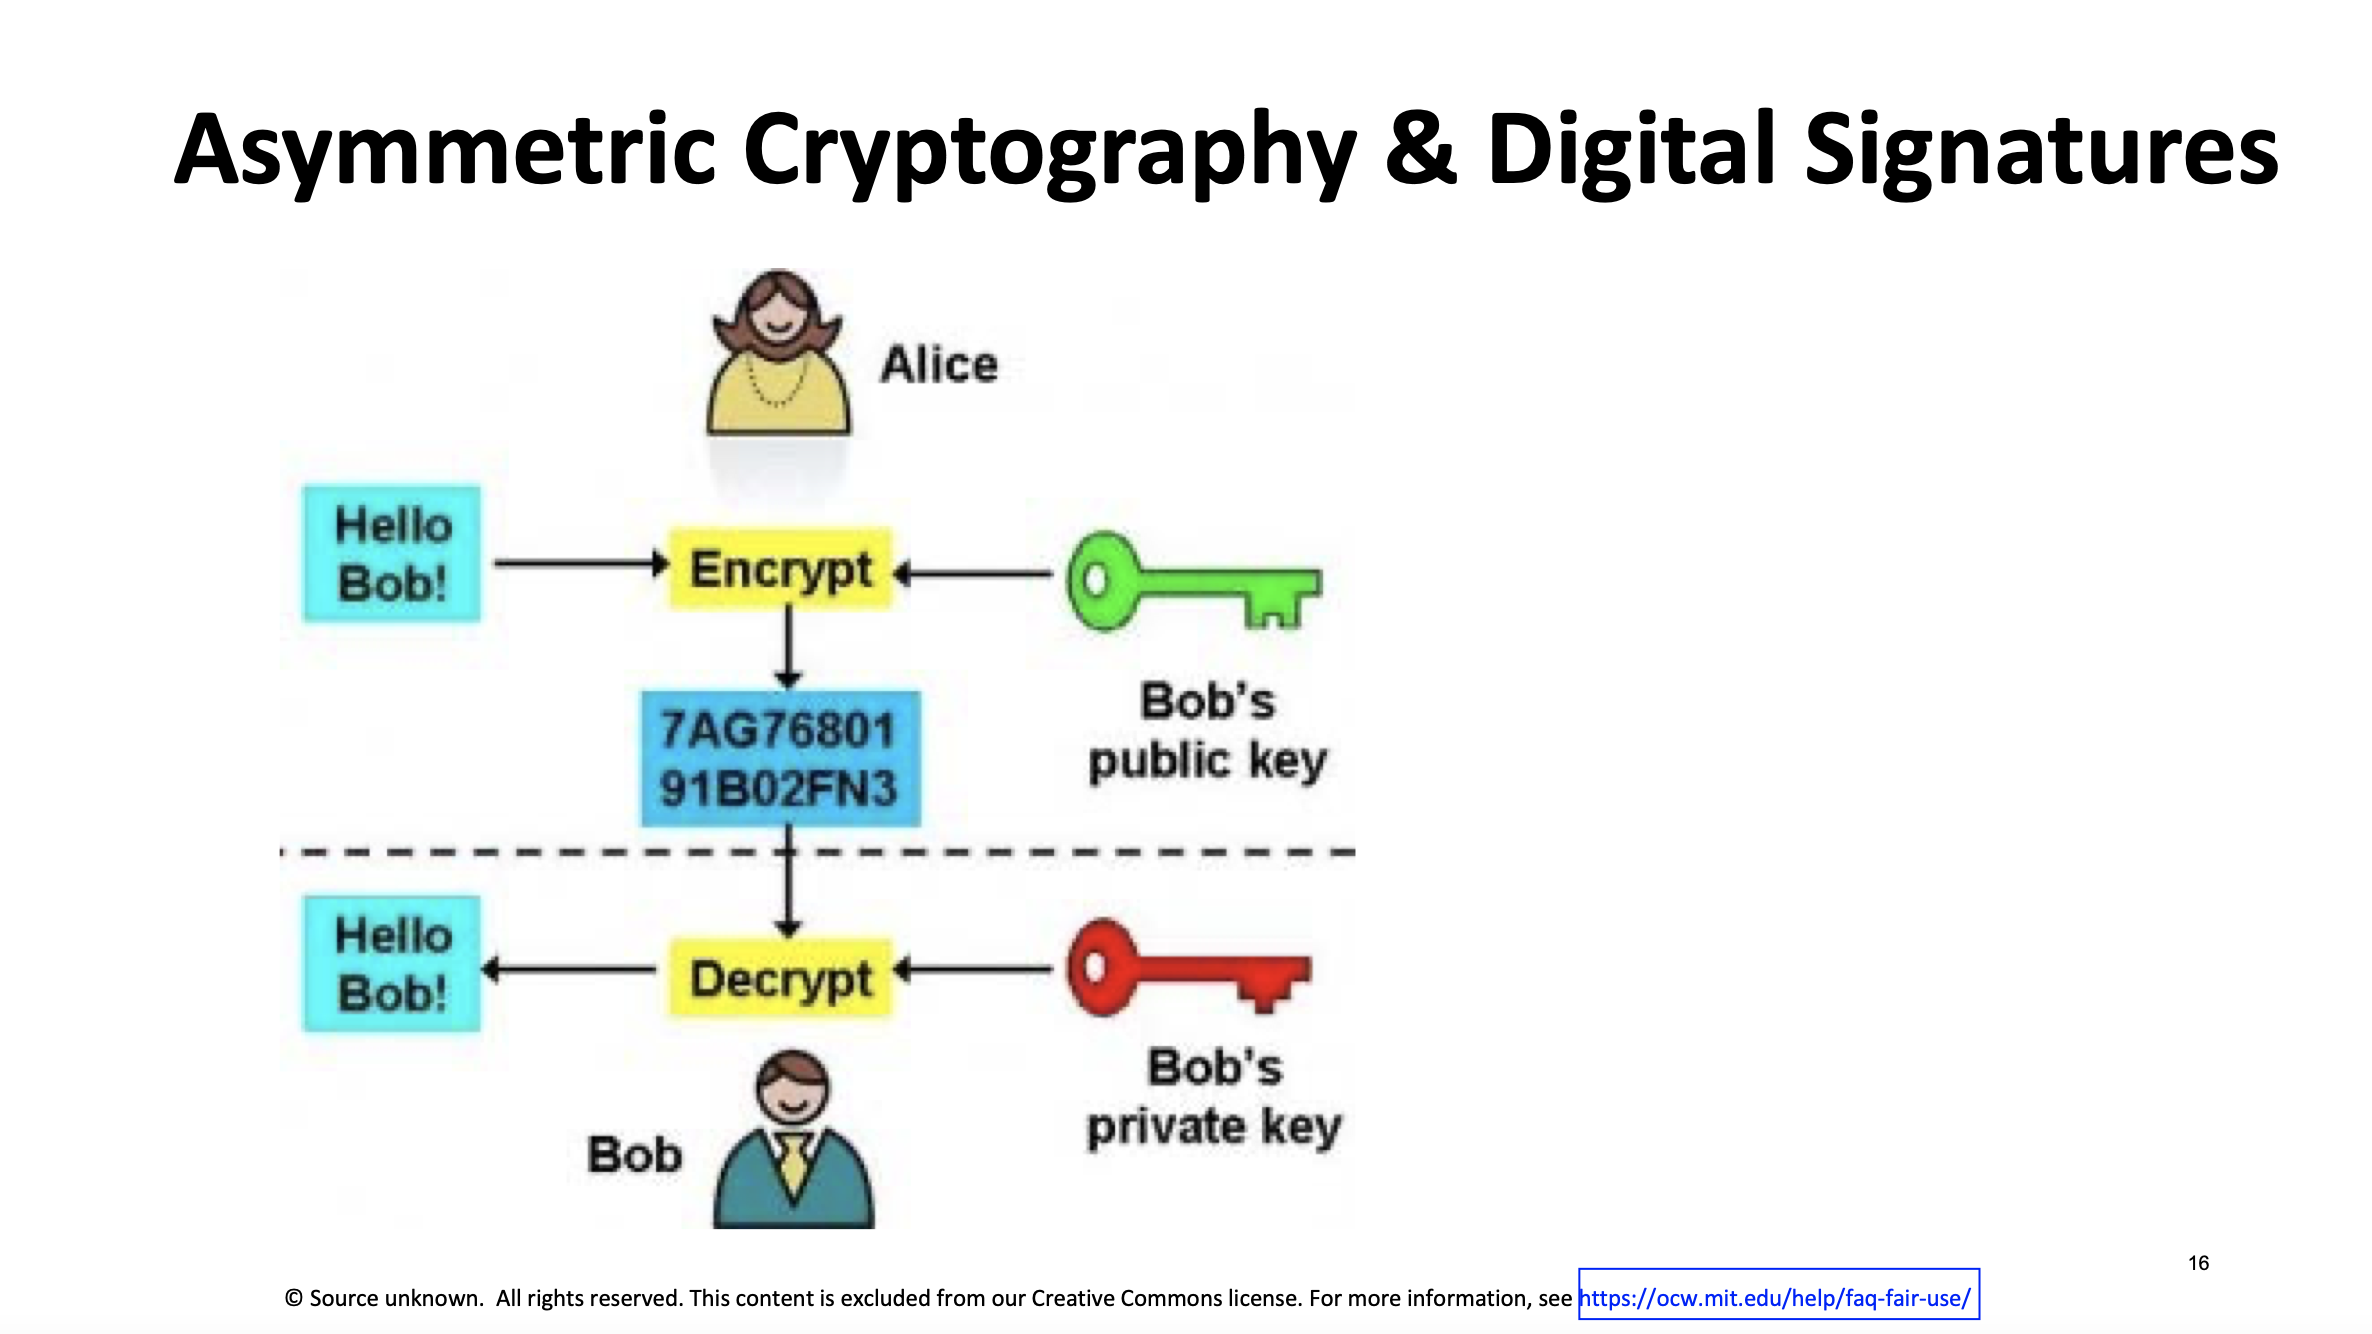 Asymmetric Cryptography & Digital Signatures
Alice
Hello
Bob!
Encrypt
Bob's
public key
7AG76801
91B02FN3
Hello
Bob!
Decrypt
Bob's
private key
Bob
16
© Source unknown. All rights reserved. This content is excluded from our Creative Commons license. For more information, see https://ocw.mit.edu/help/faq-fair-use/